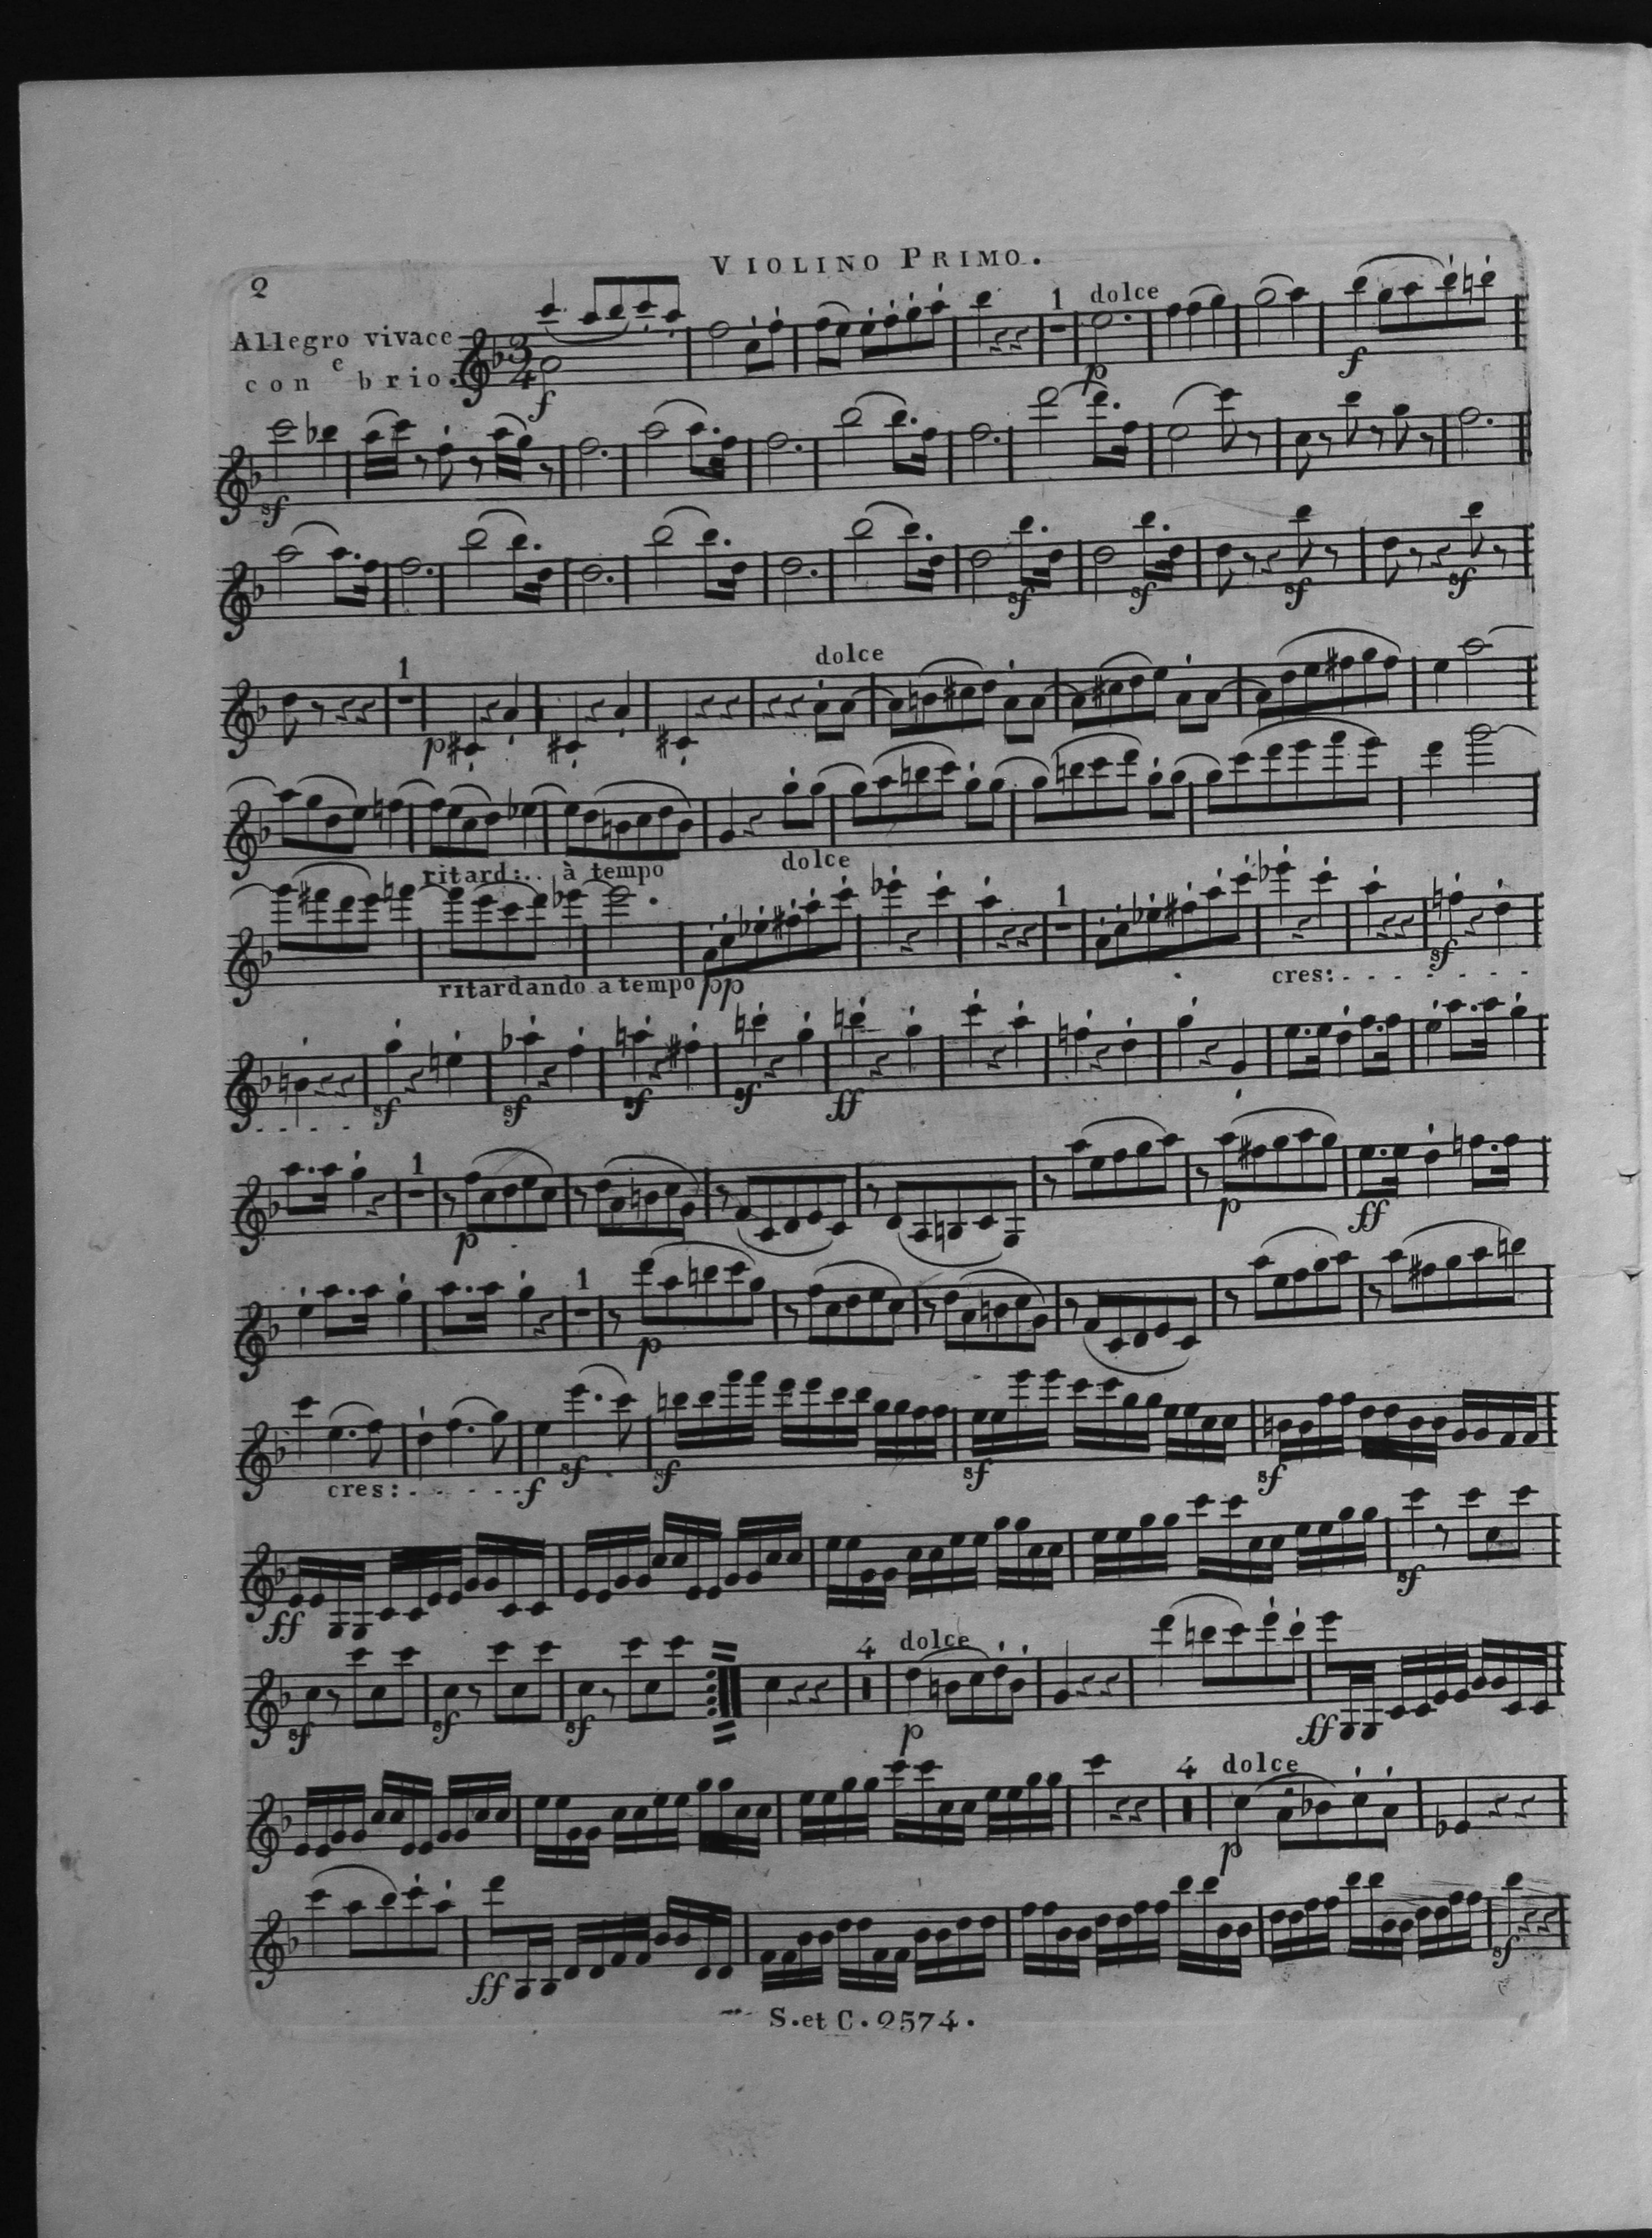 2
VIOLINO PRIMO.
Allegro vivace
e
con brio.
3
4
f
1
dolce
p
f
sf
sf
sf
sf
sf
1
p
dolce
ritard:.. à tempo
dolce
ritardando a tempo
pp
1
cres:. - - - - - -
sf
. - - - -
sf
sf
sf
sf
ff
1
p
p
ff
1
p
cres:. - - - - -
f
sf
sf
sf
sf
ff
sf
sf
sf
sf
4
dolce
p
ff
4
dolce
p
ff
sf
S. et C. 2574.